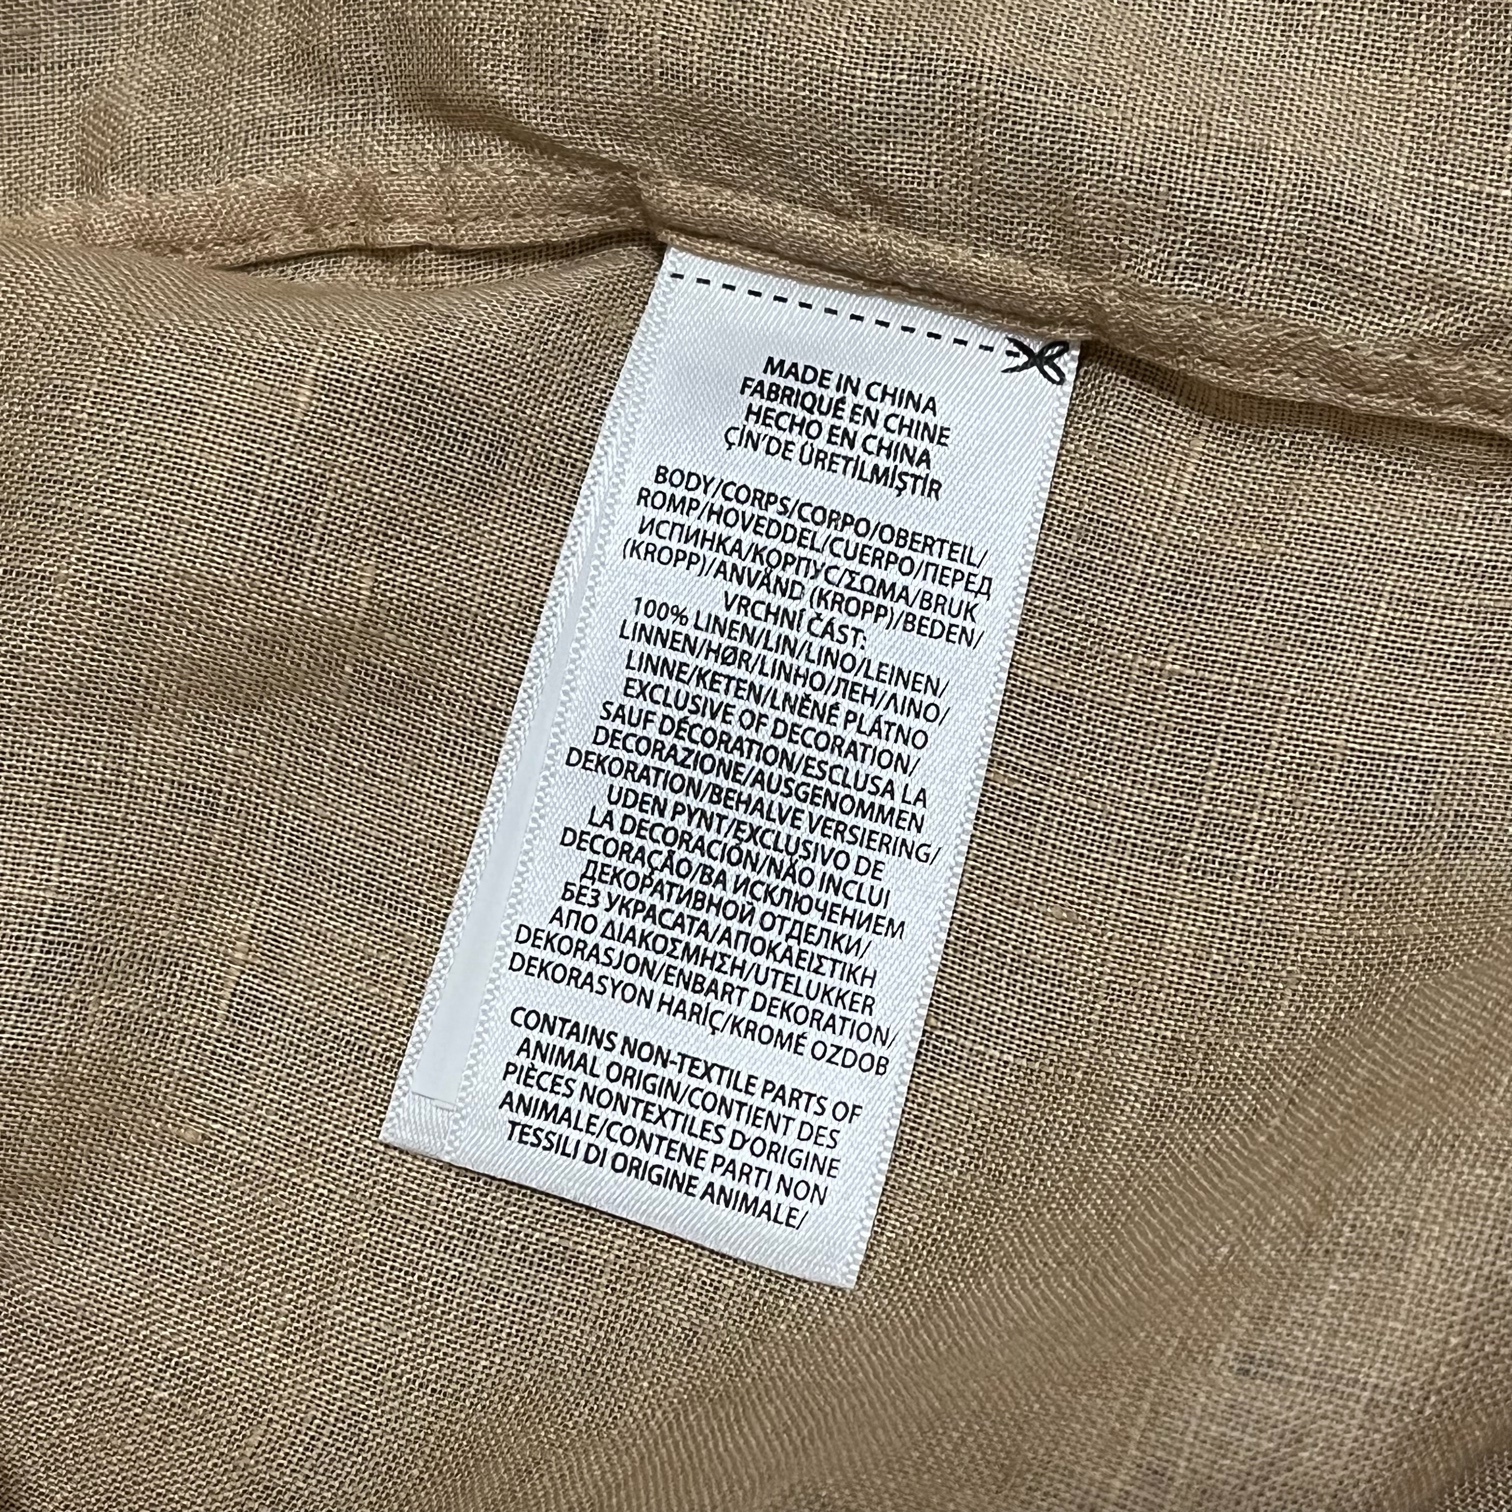 MADE IN CHINA
FABRIQUÉ EN CHINE
HECHO EN CHINA
ÇİN'DE ÜRETİLMİŞTİR
BODY/CORPS/CORPO/OBERTEIL/
ROMP/HOVEDDEL/CUERPO/ПЕРЕД
ИСПИНКА/КОРПУС/ΣΩΜΑ/BRUK
(KROPP)/ANVÄND (KROPP)/BEDEN/
VRCHNÍ ČÁST:
100% LINEN/LIN/LINO/LEINEN/
LINNEN/HØR/LINHO/ЛЕН/ΛΙΝΟ/
LINNE/KETEN/LNĚNÉ PLÁTNO
EXCLUSIVE OF DECORATION/
SAUF DÉCORATION/ESCLUSA LA
DECORAZIONE/AUSGENOMMEN
DEKORATION/BEHALVE VERSIERING/
UDEN PYNT/EXCLUSIVO DE
LA DECORACIÓN/NÃO INCLUI
DECORAÇÃO/ВА ИСКЛЮЧЕНИЕМ
ДЕКОРАТИВНОЙ ОТДЕЛКИ/
БЕЗ УКРАСАТА/ΑΠΟΚΛΕΙΣΤΙΚΗ
ΑΠΟ ΔΙΑΚΟΣΜΗΣΗ/UTELUKKER
DEKORASJON/ENBART DEKORATION/
DEKORASYON HARİÇ/KROMÉ OZDOB
CONTAINS NON-TEXTILE PARTS OF
ANIMAL ORIGIN/CONTIENT DES
PIÈCES NONTEXTILES D'ORIGINE
ANIMALE/CONTENE PARTI NON
TESSILI DI ORIGINE ANIMALE/